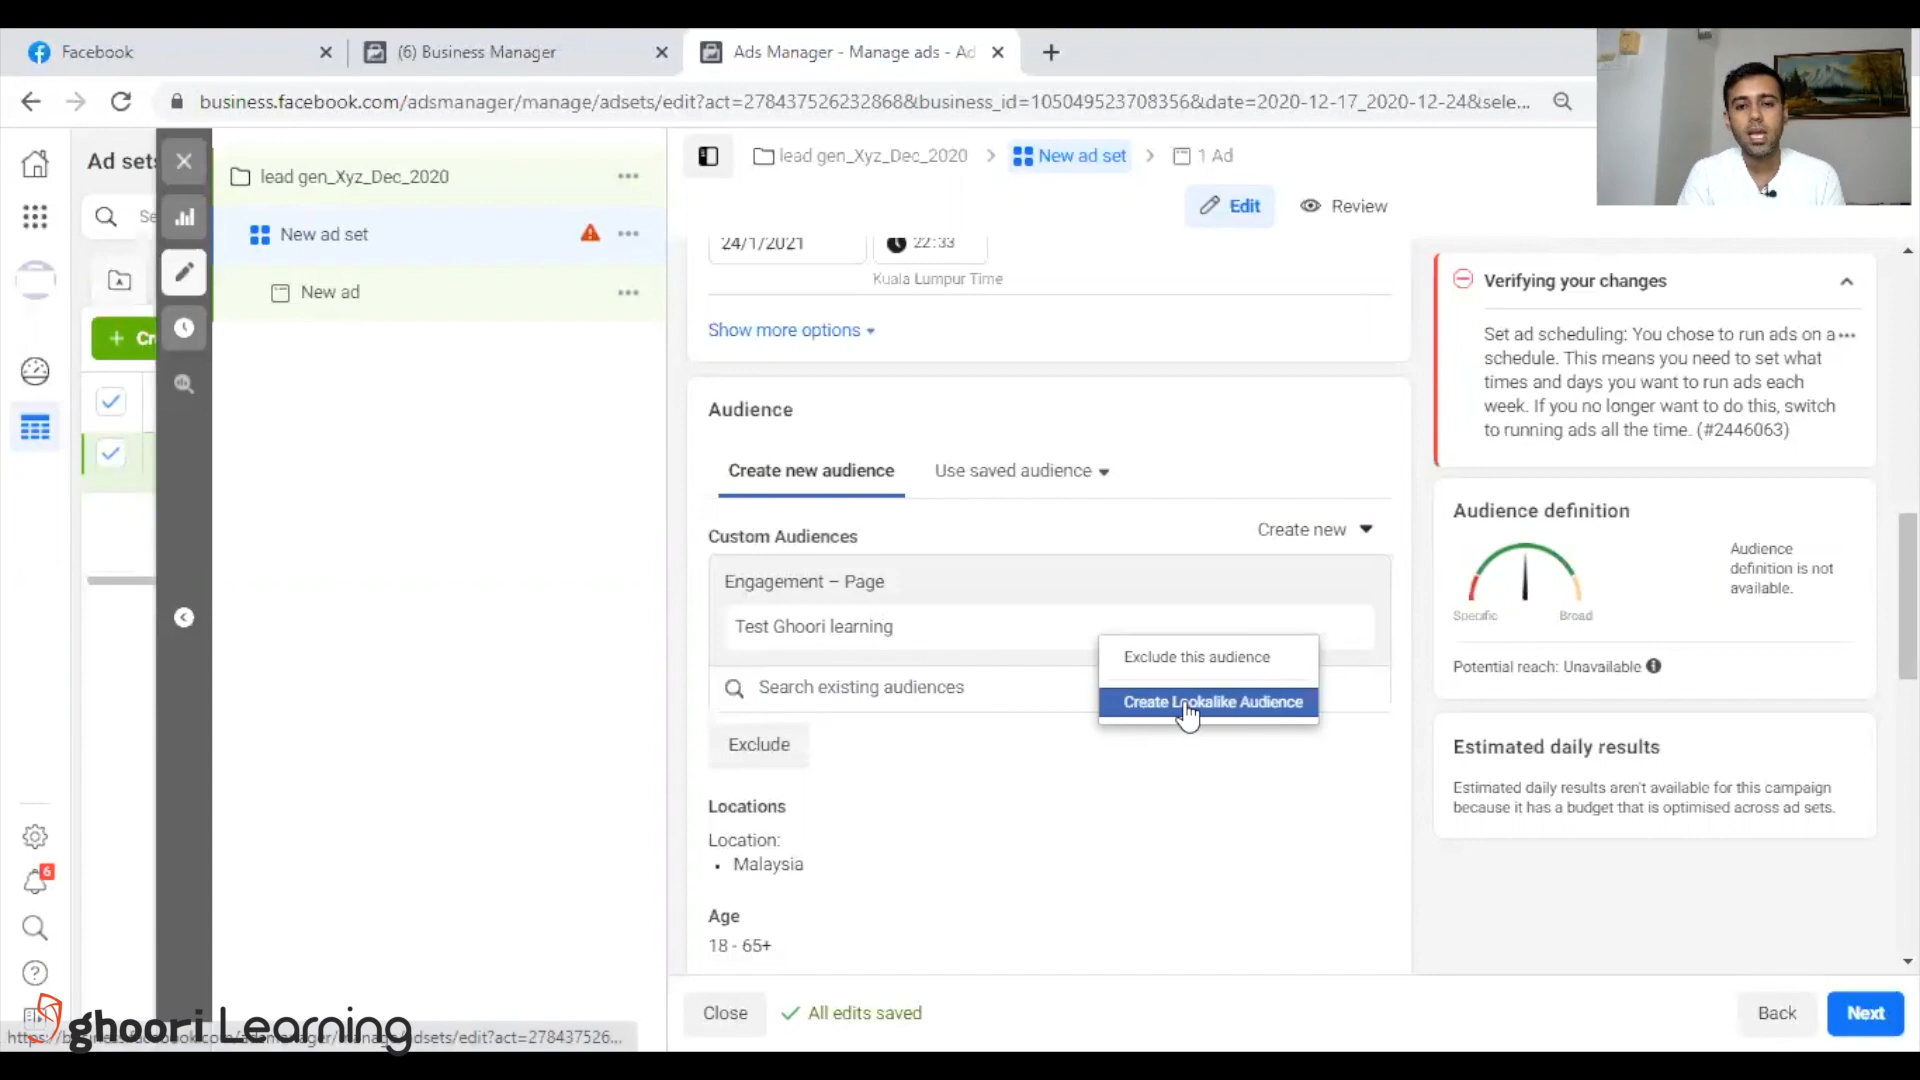 Facebook
(6) Business Manager
Ads Manager - Manage ads - Ad
business.facebook.com/adsmanager/manage/adsets/edit?act=278437526232868&business_id=105049523708356&date=2020-12-17_2020-12-24&sele...
Ad sets
lead gen_Xyz_Dec_2020
New ad set
New ad
Se
+ Cr
lead gen_Xyz_Dec_2020 > New ad set > 1 Ad
Edit
Review
24/1/2021
22:33
Kuala Lumpur Time
Show more options
Audience
Create new audience
Use saved audience
Custom Audiences
Create new
Engagement – Page
Test Ghoori learning
Search existing audiences
Exclude this audience
Create Lookalike Audience
Exclude
Locations
Location:
• Malaysia
Age
18 - 65+
Close
All edits saved
Back
Next
Verifying your changes
Set ad scheduling: You chose to run ads on a
schedule. This means you need to set what
times and days you want to run ads each
week. If you no longer want to do this, switch
to running ads all the time. (#2446063)
Audience definition
Audience
definition is not
available.
Specific
Broad
Potential reach: Unavailable
Estimated daily results
Estimated daily results aren't available for this campaign
because it has a budget that is optimised across ad sets.
6
ghoori Learning